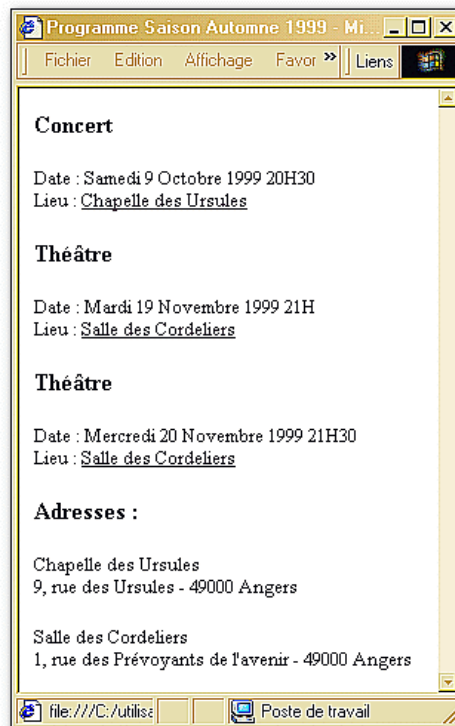 Programme Saison Automne 1999 - Mi...
Fichier Edition Affichage Favor » Liens
Concert
Date : Samedi 9 Octobre 1999 20H30
Lieu : Chapelle des Ursules
Théâtre
Date : Mardi 19 Novembre 1999 21H
Lieu : Salle des Cordeliers
Théâtre
Date : Mercredi 20 Novembre 1999 21H30
Lieu : Salle des Cordeliers
Adresses :
Chapelle des Ursules
9, rue des Ursules - 49000 Angers
Salle des Cordeliers
1, rue des Prévoyants de l'avenir - 49000 Angers
file:///C:/utilisa Poste de travail